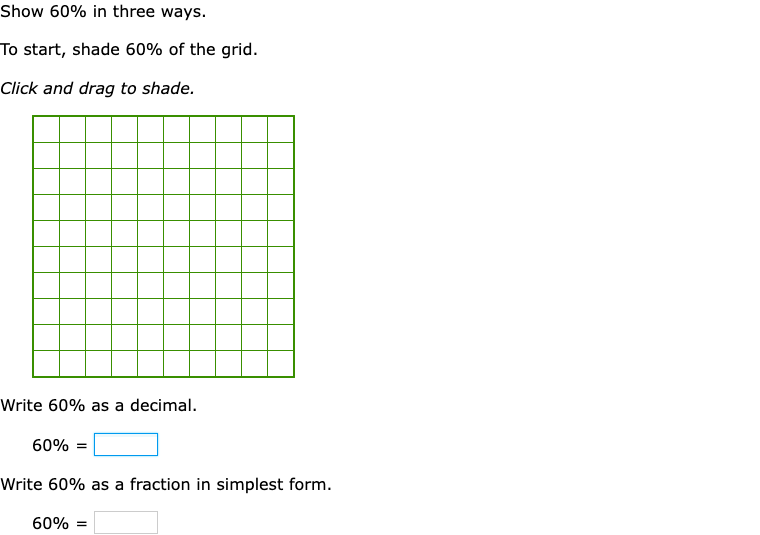 Show 60% in three ways.
To start, shade 60% of the grid.
Click and drag to shade.
Write 60% as a decimal.
60% =
Write 60% as a fraction in simplest form.
60% =